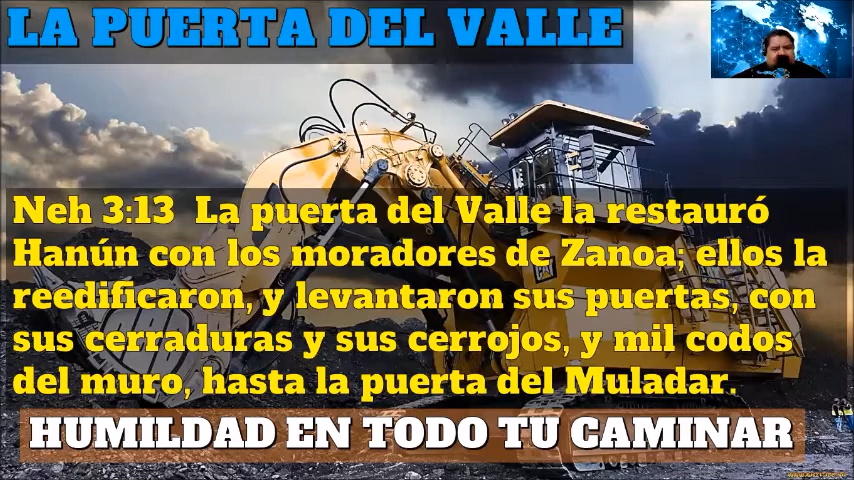 LA PUERTA DEL VALLE
Neh 3:13 La puerta del Valle la restauró
Hanún con los moradores de Zanoa; ellos la
reedificaron, y levantaron sus puertas, con
sus cerraduras y sus cerrojos, y mil codos
del muro, hasta la puerta del Muladar.
HUMILDAD EN TODO TU CAMINAR
CAT